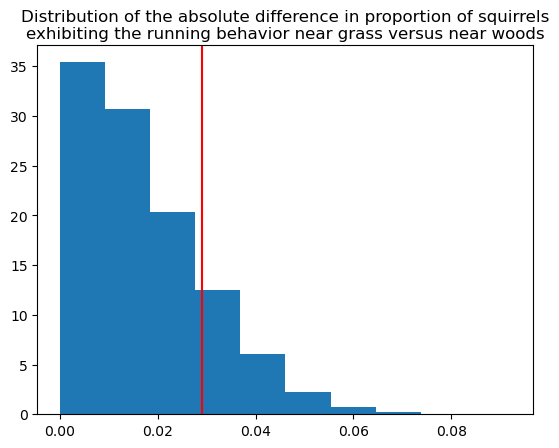 Distribution of the absolute difference in proportion of squirrels
exhibiting the running behavior near grass versus near woods
35
30
25
20
15
10
5
0
0.00 0.02 0.04 0.06 0.08